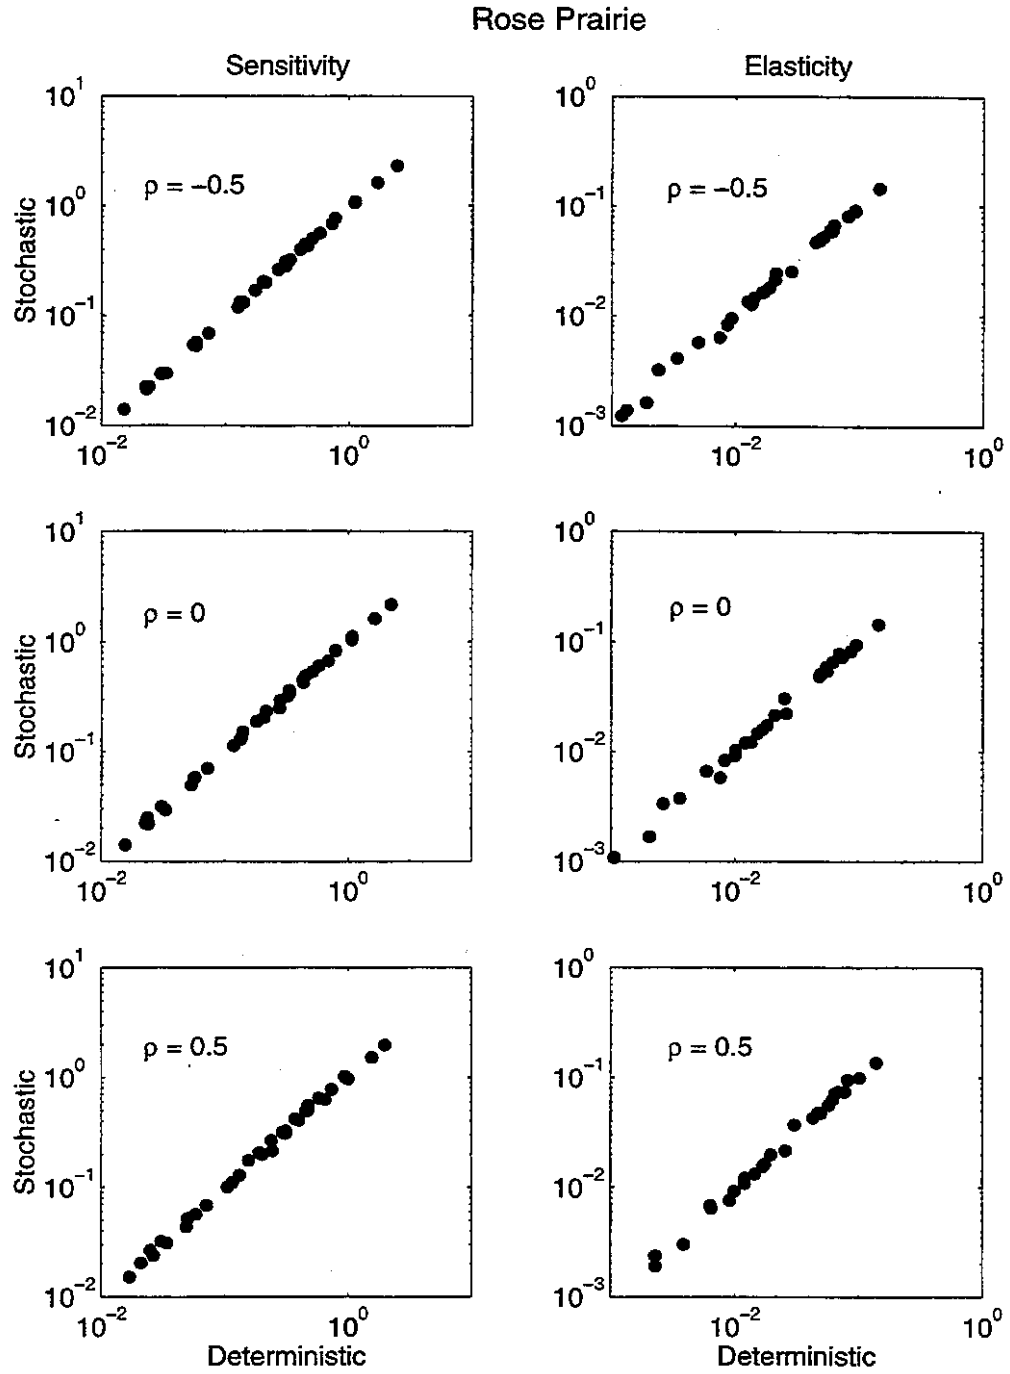 Rose Prairie
Sensitivity Elasticity
10^1 10^0
ρ = −0.5 ρ = −0.5
10^0 10^−1
Stochastic
10^−1 10^−2
10^−2 10^−3
10^−2 10^0 10^−2 10^0
10^1 10^0
ρ = 0 ρ = 0
10^0 10^−1
Stochastic
10^−1 10^−2
10^−2 10^−3
10^−2 10^0 10^−2 10^0
10^1 10^0
ρ = 0.5 ρ = 0.5
10^0 10^−1
Stochastic
10^−1 10^−2
10^−2 10^−3
10^−2 10^0 10^−2 10^0
Deterministic Deterministic